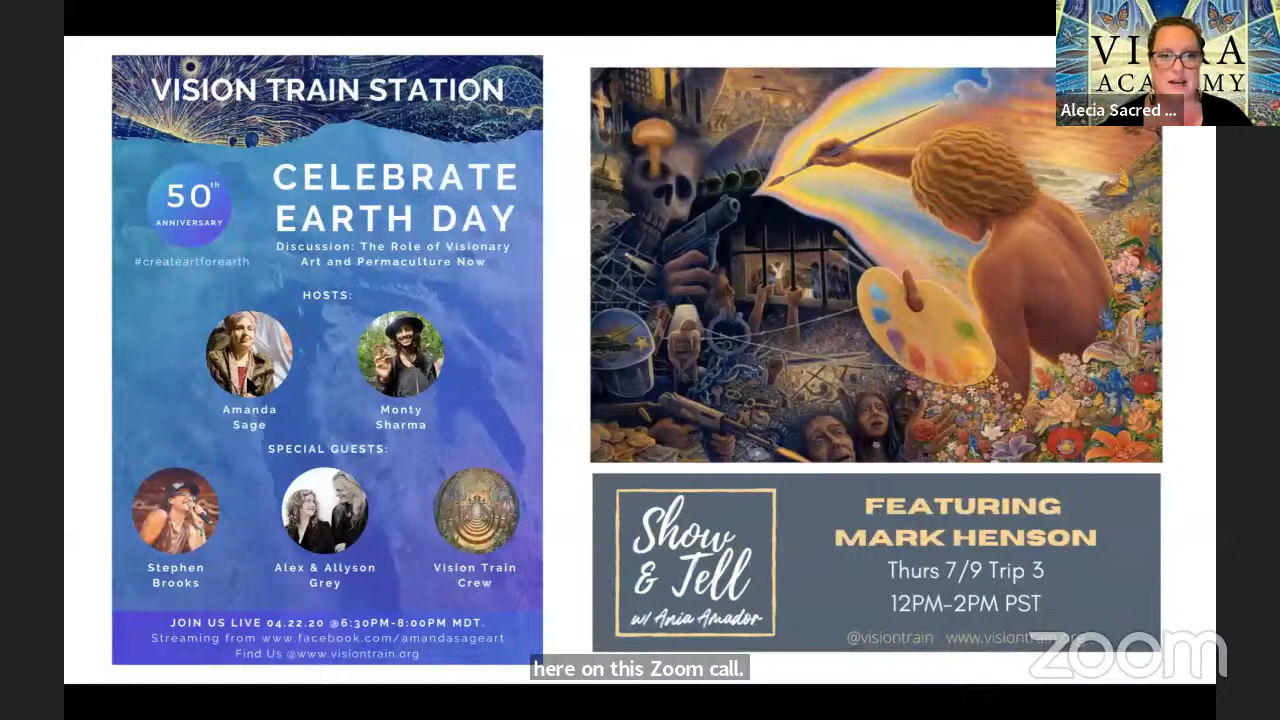 VISION TRAIN STATION
50th
ANNIVERSARY
#createartforearth
CELEBRATE
EARTH DAY
Discussion: The Role of Visionary
Art and Permaculture Now
HOSTS:
Amanda
Sage
Monty
Sharma
SPECIAL GUESTS:
Stephen
Brooks
Alex & Allyson
Grey
Vision Train
Crew
JOIN US LIVE 04.22.20 @6:30PM-8:00PM MDT.
Streaming from www.facebook.com/amandasageart
Find Us @www.visiontrain.org
Show
& Tell
w/ Ania Amador
FEATURING
MARK HENSON
Thurs 7/9 Trip 3
12PM-2PM PST
@visiontrain www.visiontrain.org
ACADEMY
Alecia Sacred ...
here on this Zoom call.
zoom